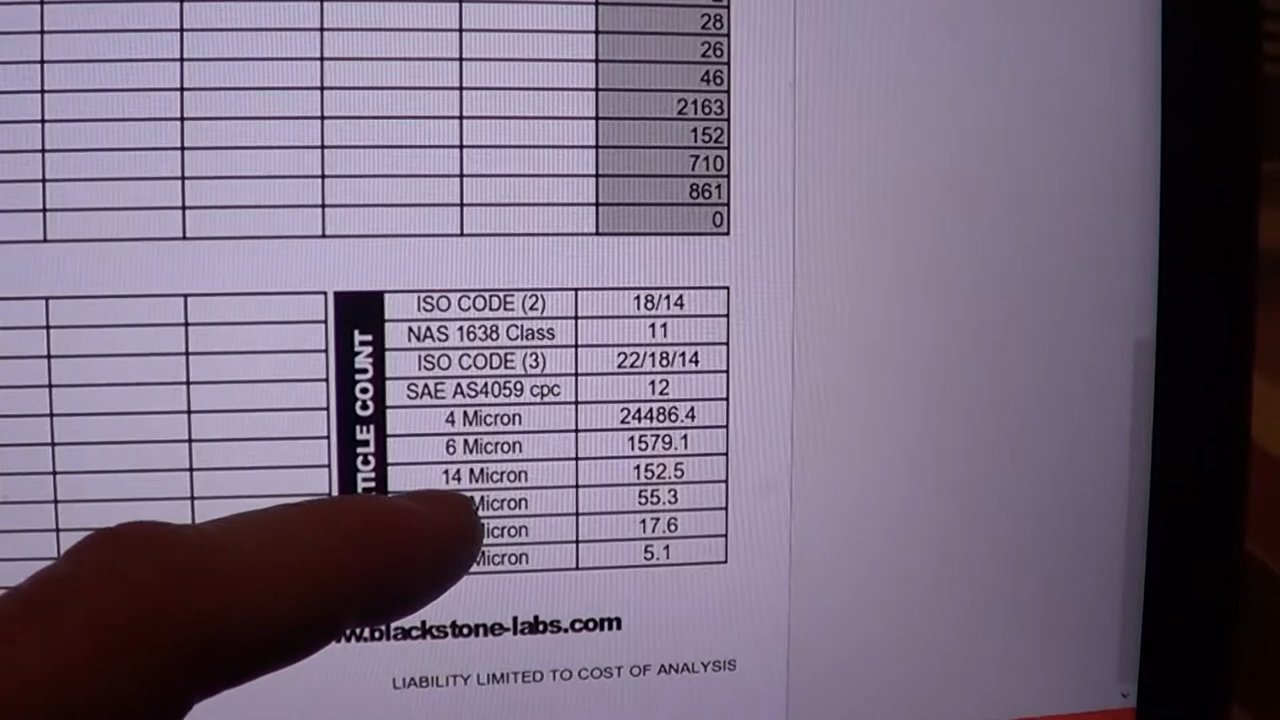 28
26
46
2163
152
710
861
0
ISO CODE (2) 18/14
NAS 1638 Class 11
ISO CODE (3) 22/18/14
SAE AS4059 cpc 12
4 Micron 24486.4
6 Micron 1579.1
14 Micron 152.5
Micron 55.3
Micron 17.6
Micron 5.1
COUNT
blackstone-labs.com
LIABILITY LIMITED TO COST OF ANALYSIS